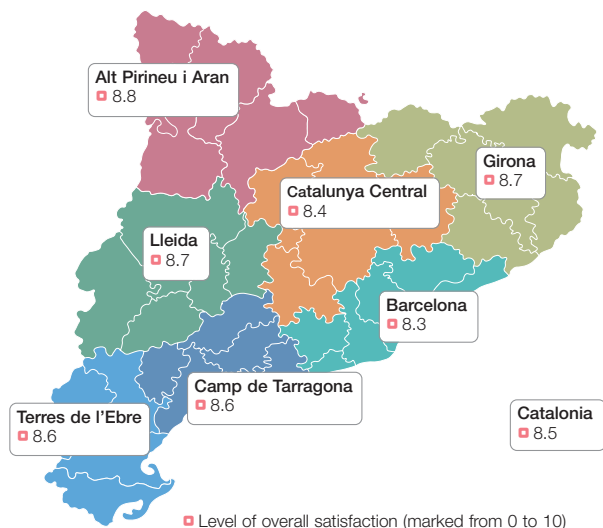 Alt Pirineu i Aran
8.8
Girona
8.7
Catalunya Central
8.4
Lleida
8.7
Barcelona
8.3
Camp de Tarragona
8.6
Terres de l'Ebre
8.6
Catalonia
8.5
Level of overall satisfaction (marked from 0 to 10)